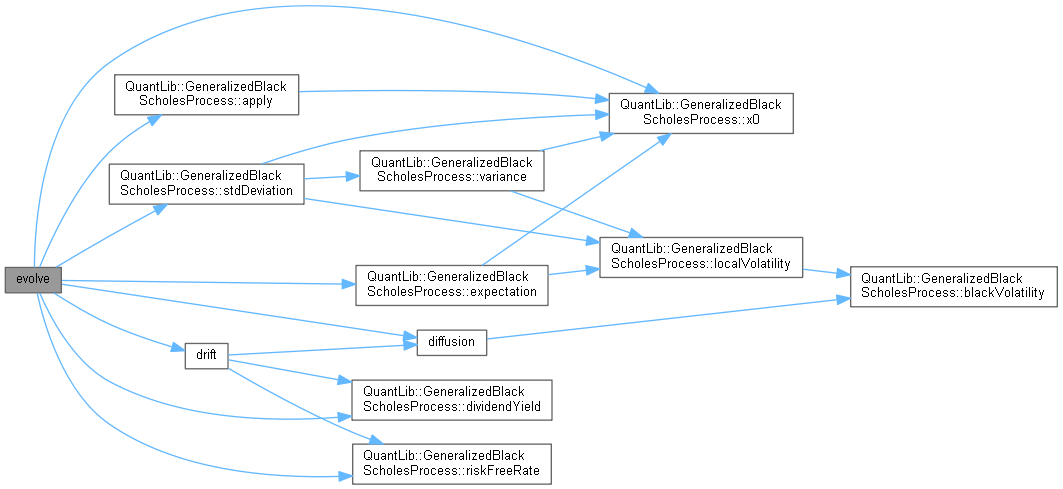 QuantLib::GeneralizedBlack
ScholesProcess::apply
QuantLib::GeneralizedBlack
ScholesProcess::x0
QuantLib::GeneralizedBlack
ScholesProcess::stdDeviation
QuantLib::GeneralizedBlack
ScholesProcess::variance
evolve
QuantLib::GeneralizedBlack
ScholesProcess::localVolatility
QuantLib::GeneralizedBlack
ScholesProcess::expectation
QuantLib::GeneralizedBlack
ScholesProcess::blackVolatility
diffusion
drift
QuantLib::GeneralizedBlack
ScholesProcess::dividendYield
QuantLib::GeneralizedBlack
ScholesProcess::riskFreeRate